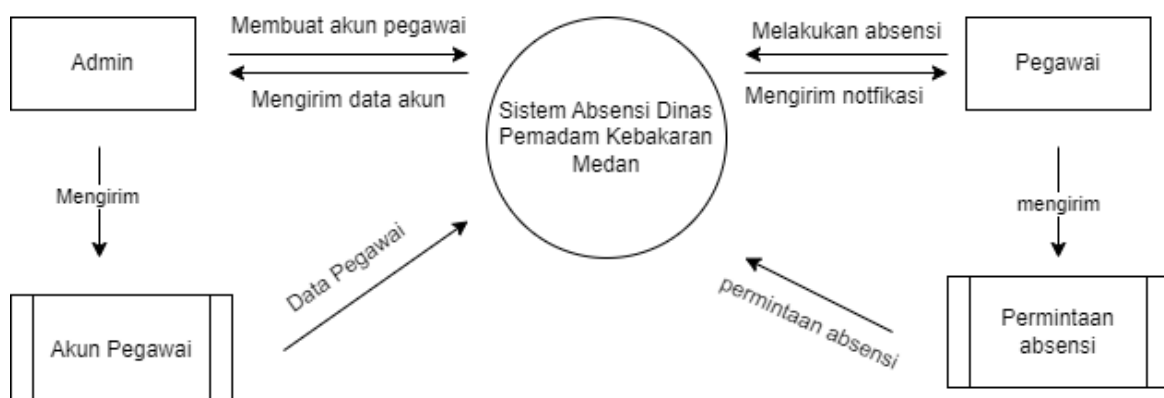 Admin
Membuat akun pegawai
Mengirim data akun
Sistem Absensi Dinas
Pemadam Kebakaran
Medan
Melakukan absensi
Mengirim notfikasi
Pegawai
Mengirim
mengirim
Data Pegawai
permintaan absensi
Akun Pegawai
Permintaan
absensi